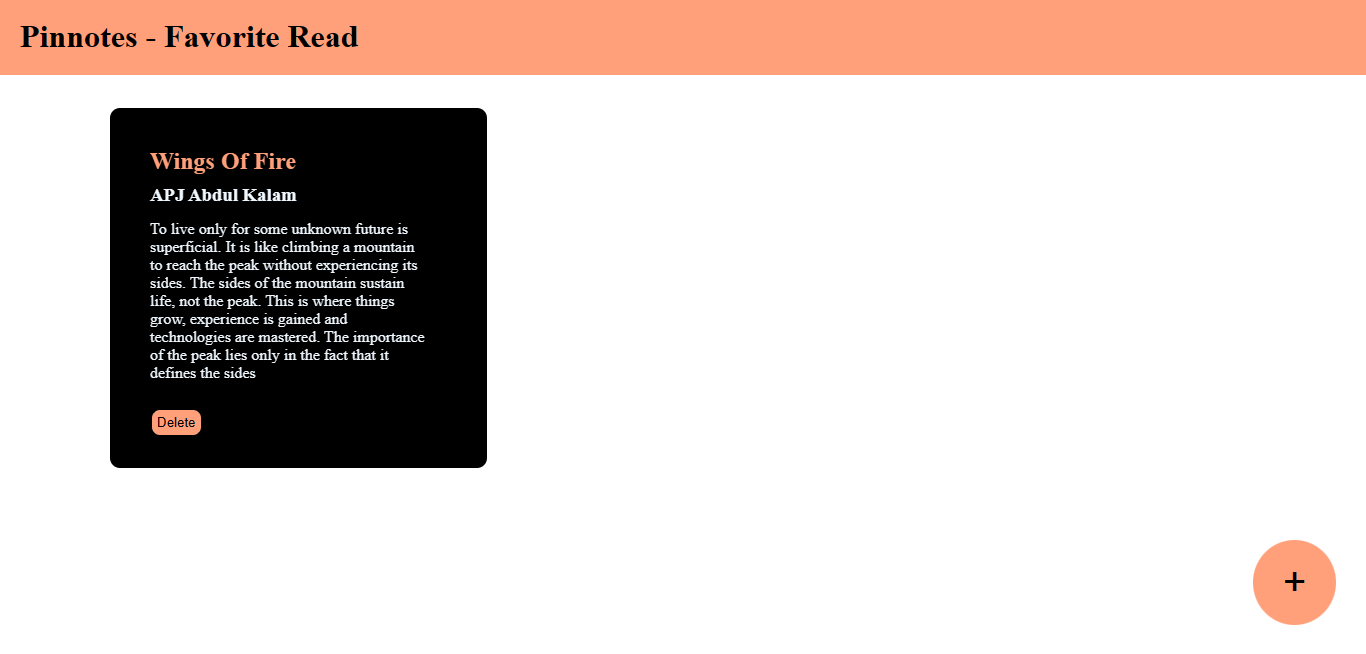 Pinnotes - Favorite Read
Wings Of Fire
APJ Abdul Kalam
To live only for some unknown future is
superficial. It is like climbing a mountain
to reach the peak without experiencing its
sides. The sides of the mountain sustain
life, not the peak. This is where things
grow, experience is gained and
technologies are mastered. The importance
of the peak lies only in the fact that it
defines the sides
Delete
+